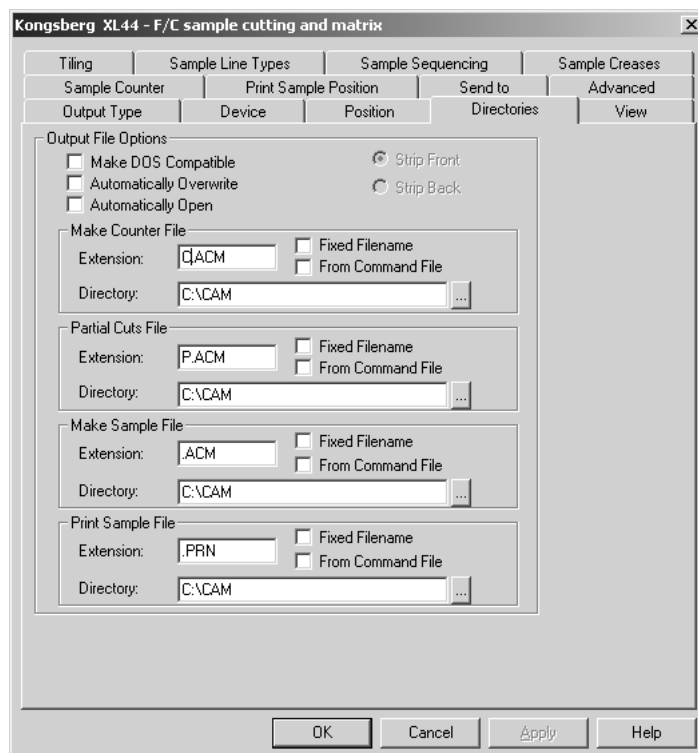 Kongsberg XL44 - F/C sample cutting and matrix
Tiling Sample Line Types Sample Sequencing Sample Creases
Sample Counter Print Sample Position Send to Advanced
Output Type Device Position Directories View
Output File Options
Make DOS Compatible Strip Front
Automatically Overwrite Strip Back
Automatically Open
Make Counter File
Extension: C.ACM Fixed Filename
From Command File
Directory: C:\CAM ...
Partial Cuts File
Extension: P.ACM Fixed Filename
From Command File
Directory: C:\CAM ...
Make Sample File
Extension: .ACM Fixed Filename
From Command File
Directory: C:\CAM ...
Print Sample File
Extension: .PRN Fixed Filename
From Command File
Directory: C:\CAM ...
OK Cancel Apply Help